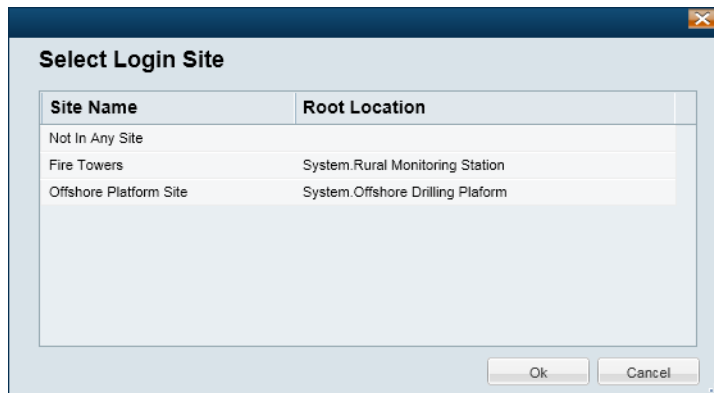 Select Login Site
Site Name Root Location
Not In Any Site
Fire Towers System.Rural Monitoring Station
Offshore Platform Site System.Offshore Drilling Plaform
Ok Cancel